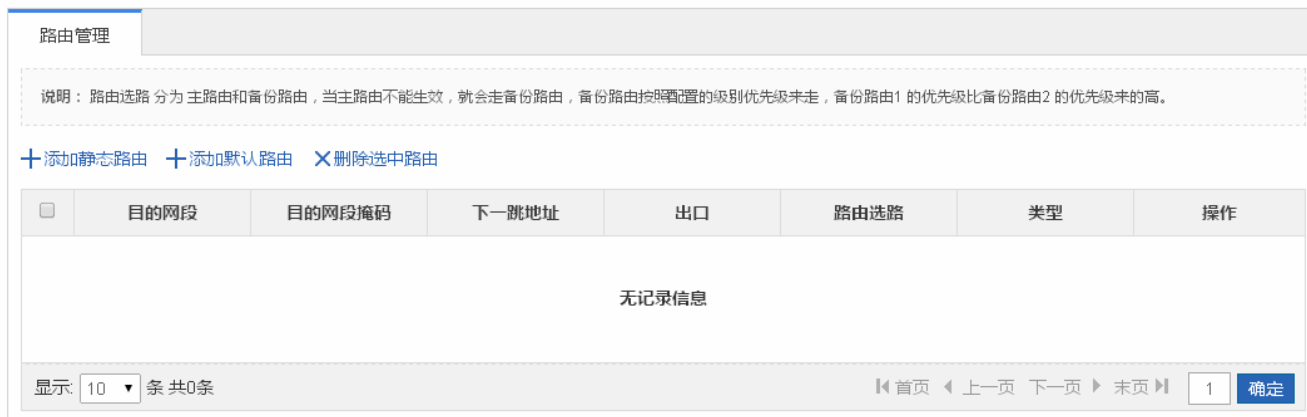 路由管理
说明： 路由选路 分为 主路由和备份路由，当主路由不能生效，就会走备份路由，备份路由按照配置的级别优先级来走，备份路由1 的优先级比备份路由2 的优先级来的高。
添加静态路由 添加默认路由 删除选中路由
目的网段 目的网段掩码 下一跳地址 出口 路由选路 类型 操作
无记录信息
显示: 10 条 共0条 首页 上一页 下一页 末页 1 确定